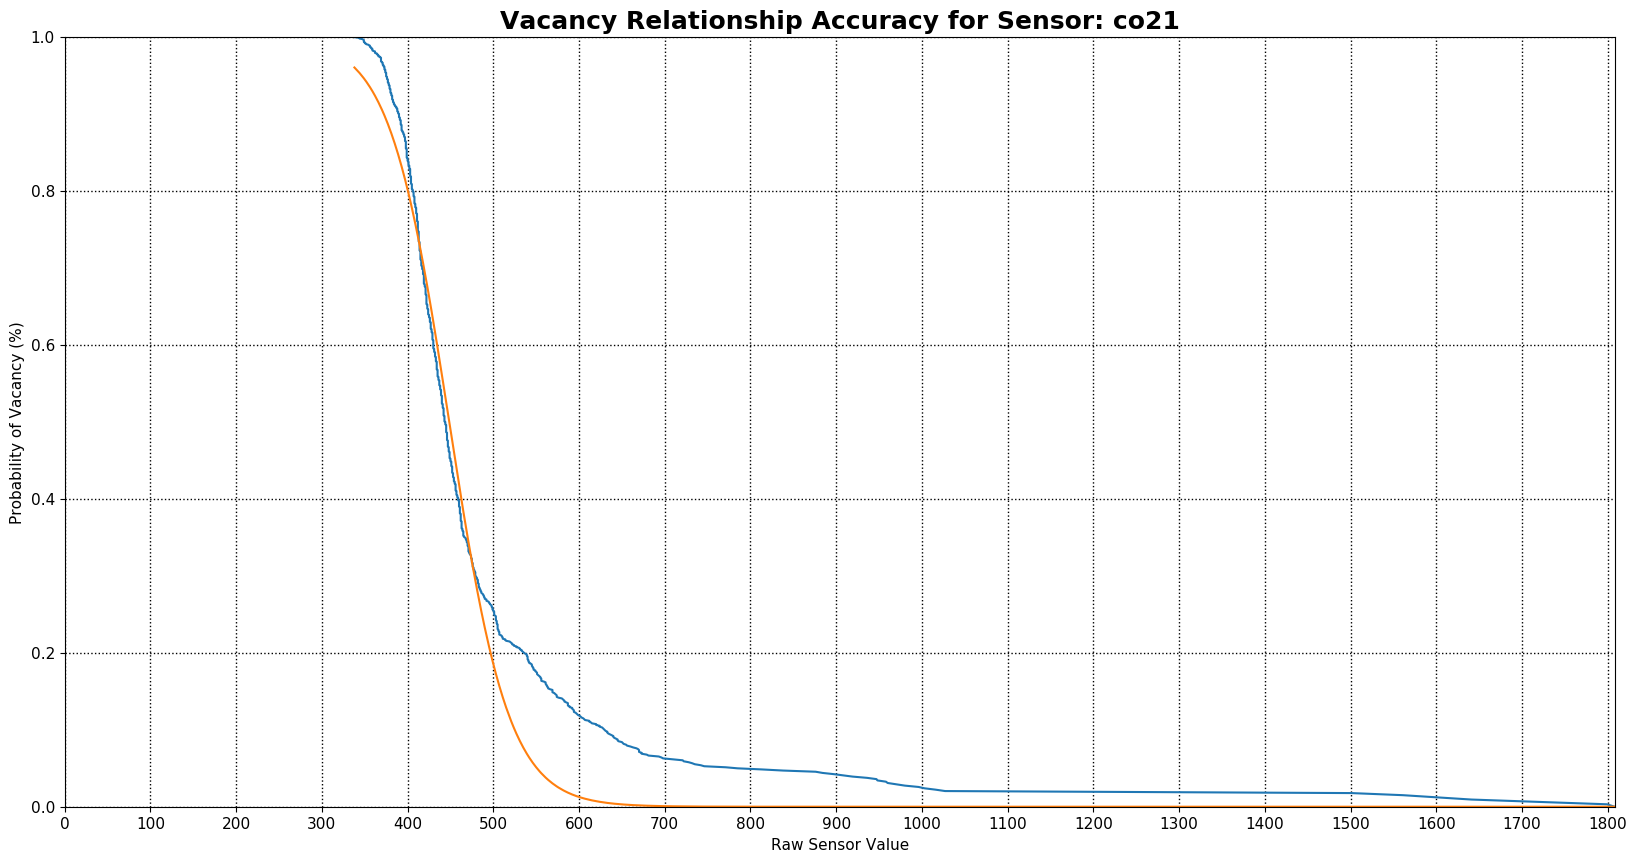 Vacancy Relationship Accuracy for Sensor: co21
1.0
0.8
0.6
0.4
0.2
0.0
Probability of Vacancy (%)
0 100 200 300 400 500 600 700 800 900 1000 1100 1200 1300 1400 1500 1600 1700 1800
Raw Sensor Value